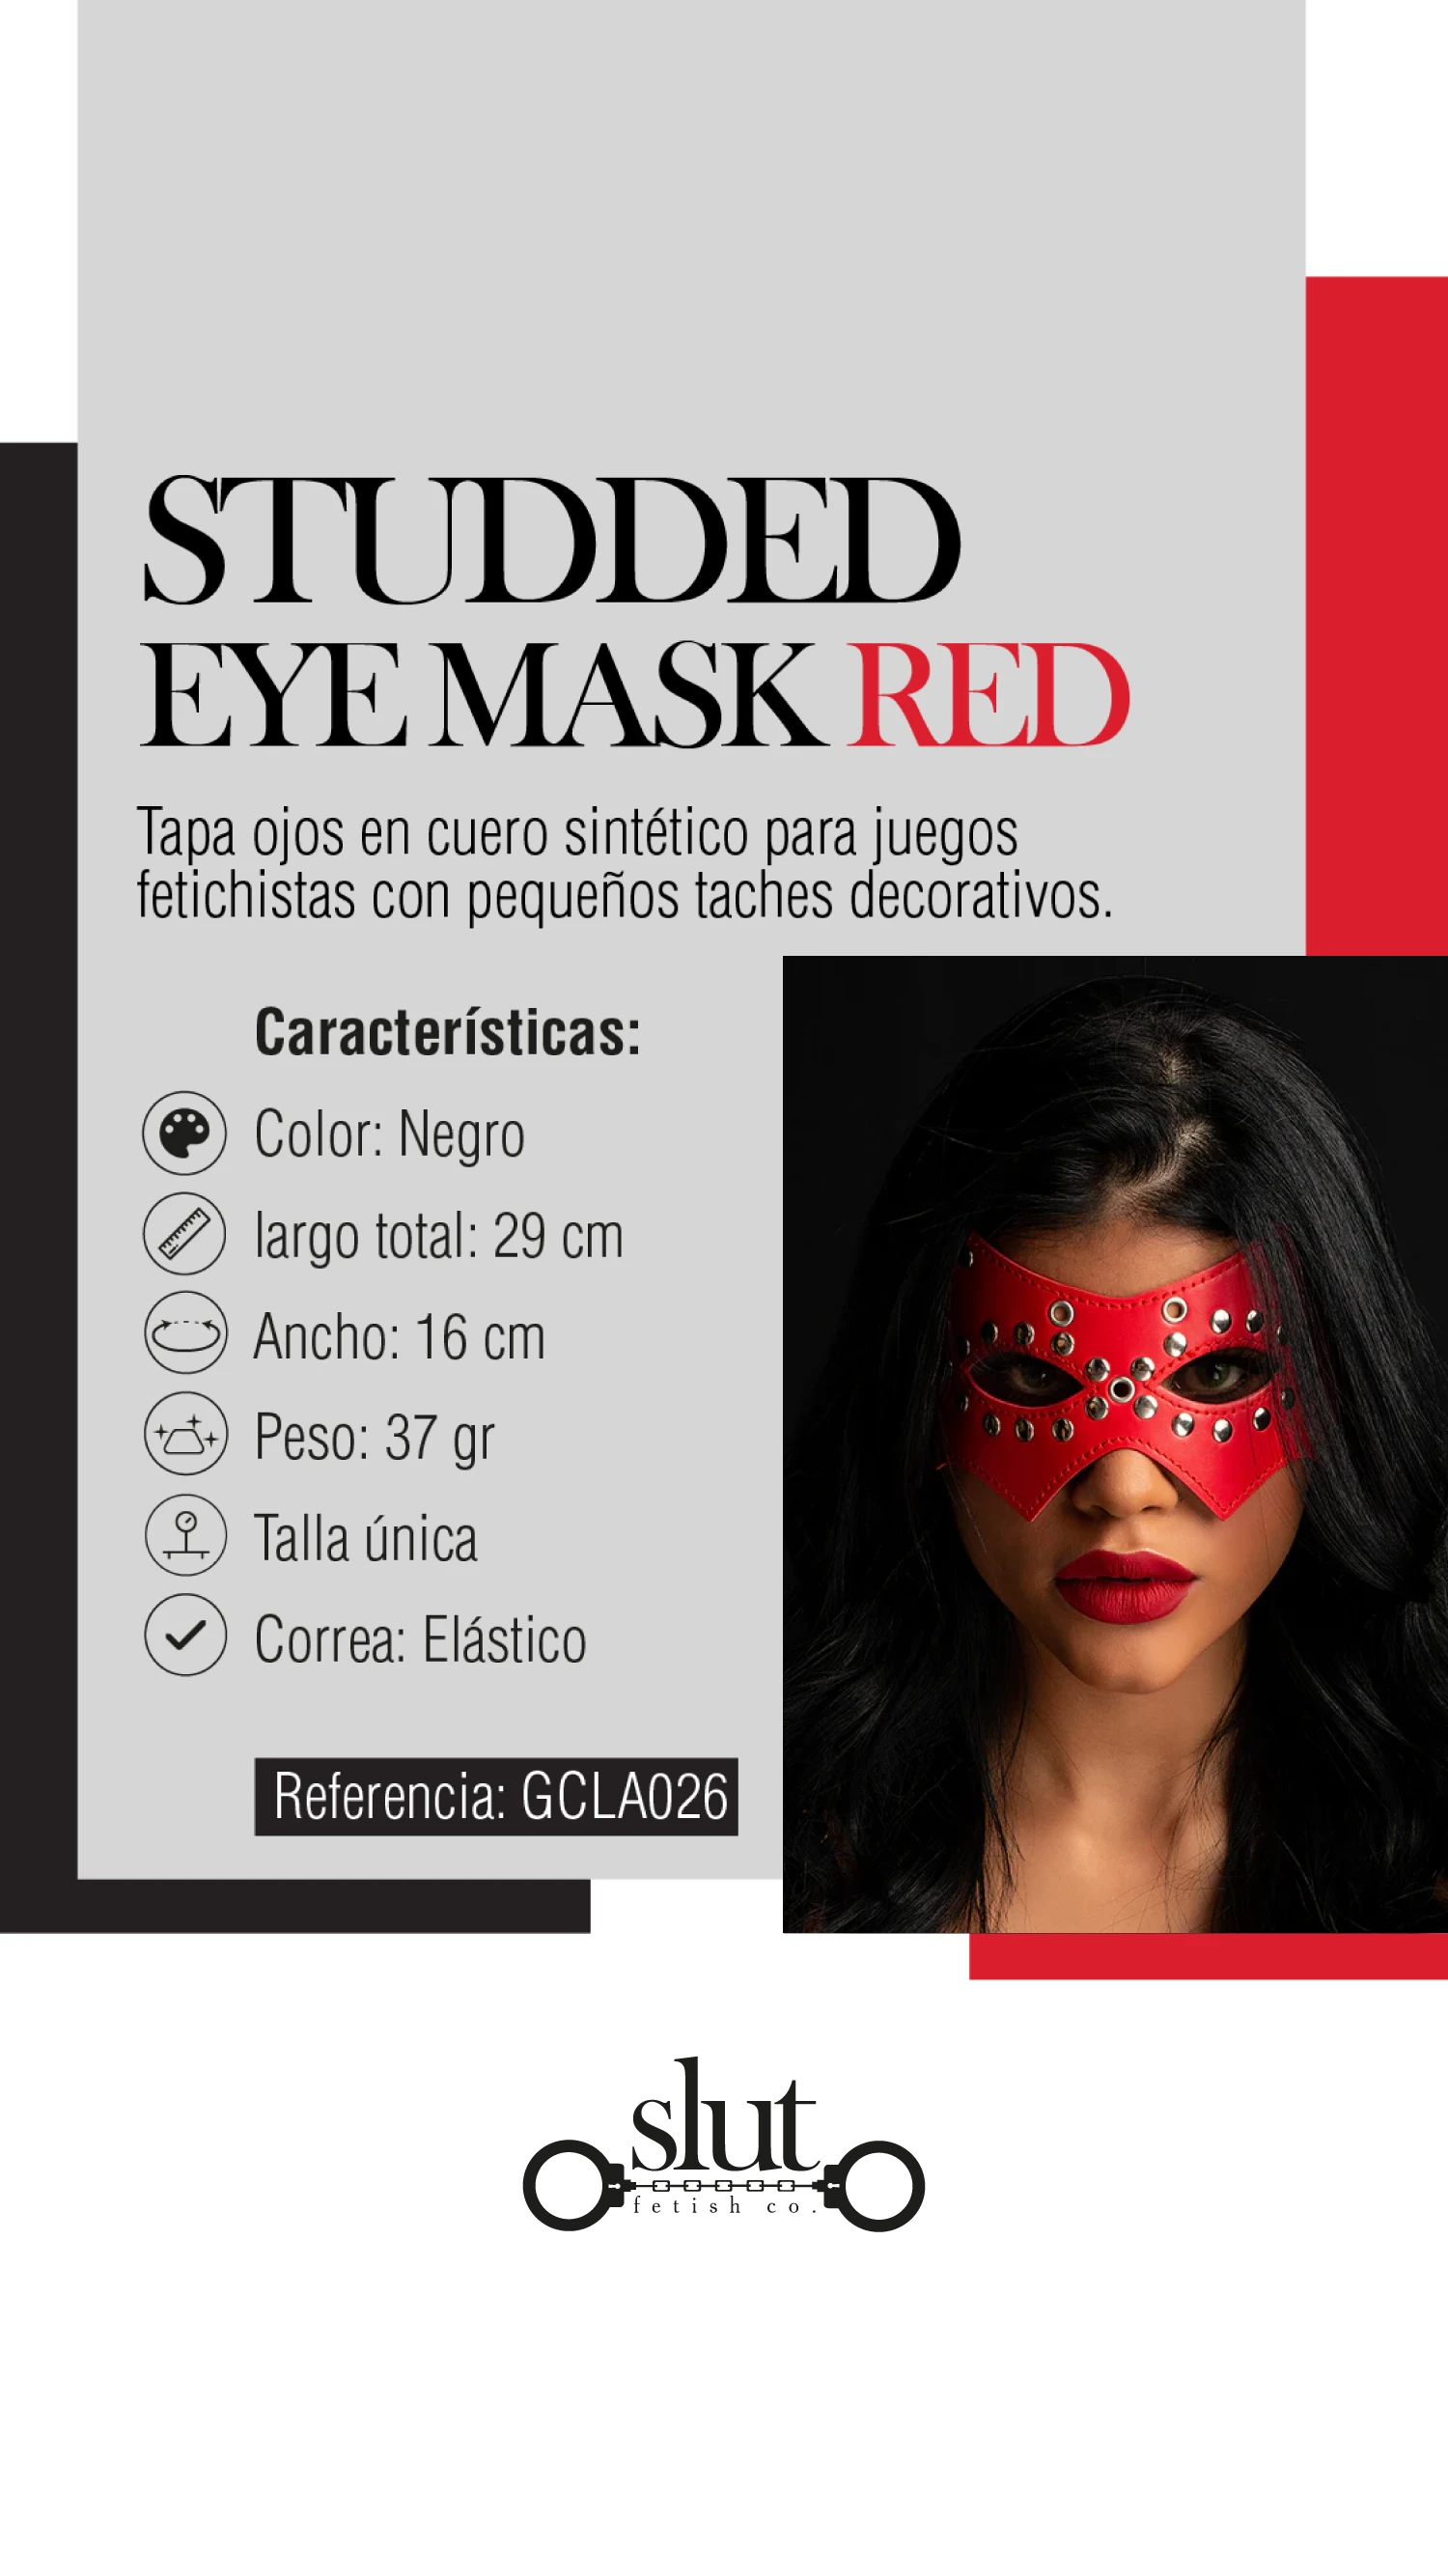 STUDDED
EYE MASK RED
Tapa ojos en cuero sintético para juegos
fetichistas con pequeños taches decorativos.
Características:
Color: Negro
largo total: 29 cm
Ancho: 16 cm
Peso: 37 gr
Talla única
Correa: Elástico
Referencia: GCLA026
slut
fetish co.